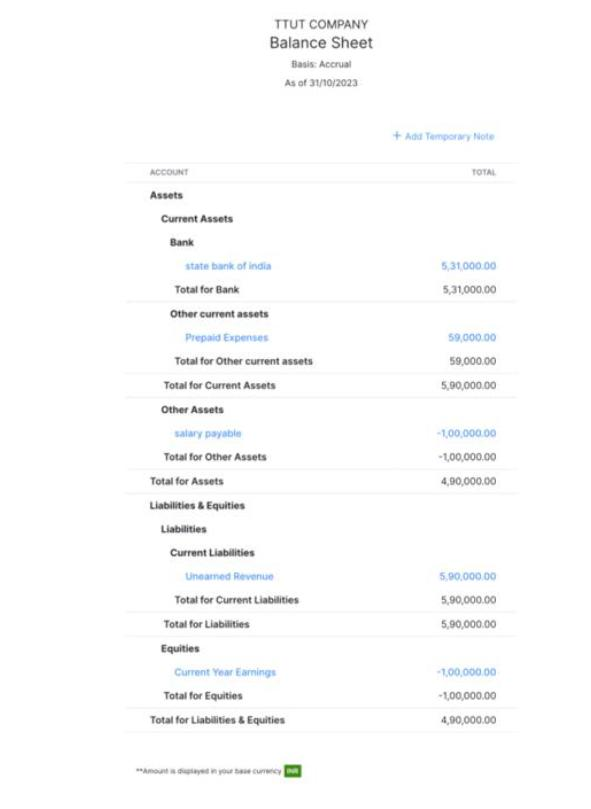 TTUT COMPANY
Balance Sheet
Basis: Accrual
As of 31/10/2023
+ Add Temporary Note
ACCOUNT TOTAL
Assets
Current Assets
Bank
state bank of india 5,31,000.00
Total for Bank 5,31,000.00
Other current assets
Prepaid Expenses 59,000.00
Total for Other current assets 59,000.00
Total for Current Assets 5,90,000.00
Other Assets
salary payable -1,00,000.00
Total for Other Assets -1,00,000.00
Total for Assets 4,90,000.00
Liabilities & Equities
Liabilities
Current Liabilities
Unearned Revenue 5,90,000.00
Total for Current Liabilities 5,90,000.00
Total for Liabilities 5,90,000.00
Equities
Current Year Earnings -1,00,000.00
Total for Equities -1,00,000.00
Total for Liabilities & Equities 4,90,000.00
**Amount is displayed in your base currency INR